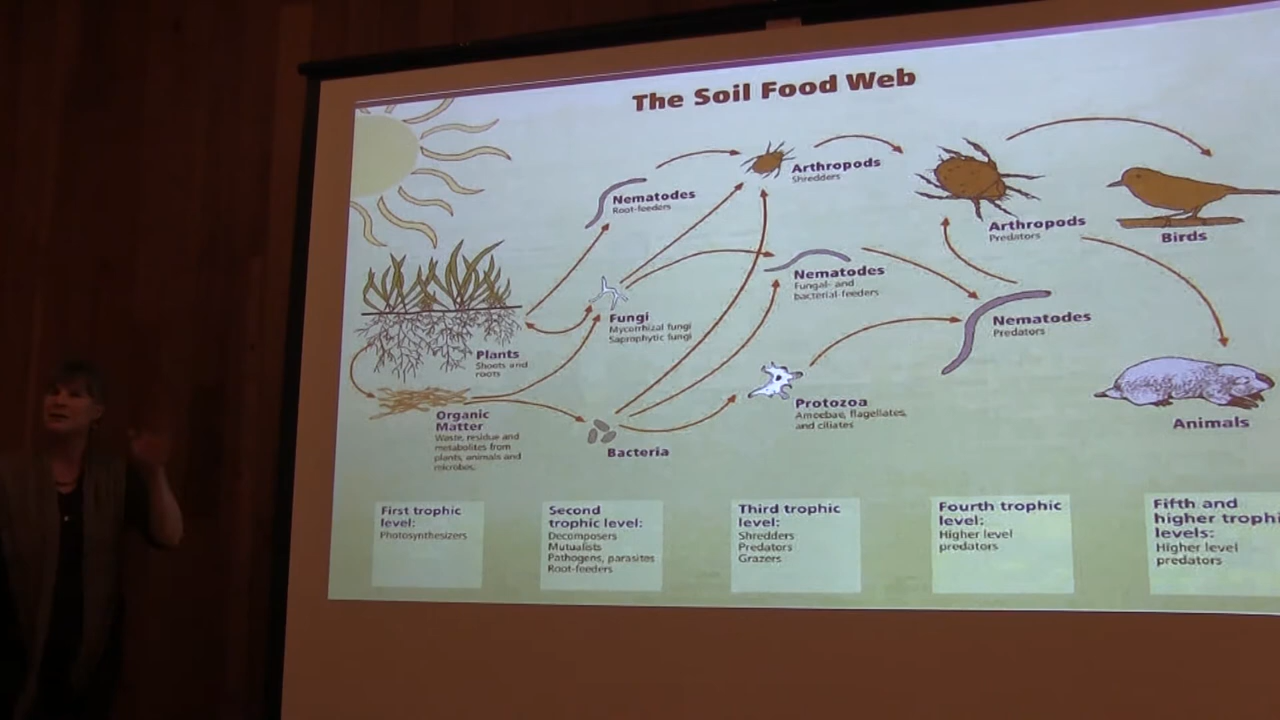 The Soil Food Web
Arthropods
Shredders
Nematodes
Root-feeders
Arthropods
Predators
Birds
Nematodes
Fungal- and
bacterial-feeders
Fungi
Mycorrhizal fungi
Saprophytic fungi
Nematodes
Predators
Plants
Shoots and
roots
Organic
Matter
Waste, residue and
metabolites from
plants, animals and
microbes.
Protozoa
Amoebae, flagellates,
and ciliates
Animals
Bacteria
First trophic
level:
Photosynthesizers
Second
trophic level:
Decomposers
Mutualists
Pathogens, parasites
Root-feeders
Third trophic
level:
Shredders
Predators
Grazers
Fourth trophic
level:
Higher level
predators
Fifth and
higher trophi
levels:
Higher level
predators